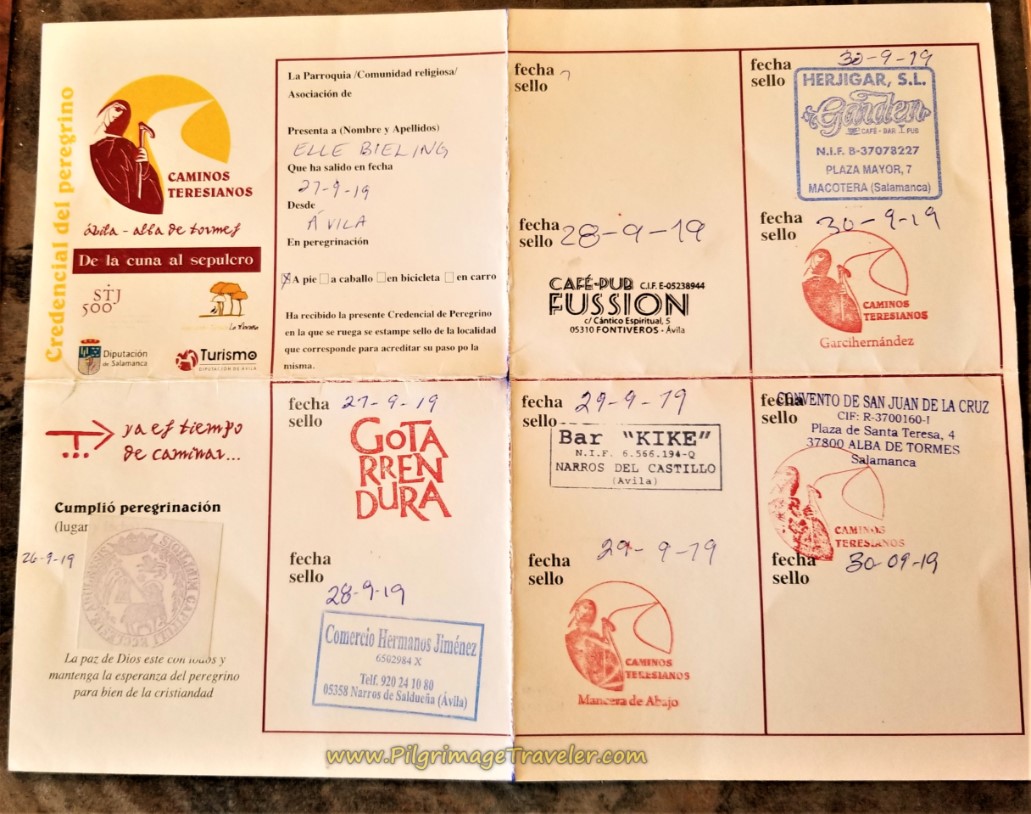 Credencial del peregrino
CAMINOS
TERESIANOS
ávila - alba de tormes
De la cuna al sepulcro
STJ
500
Diputación
de Salamanca
Turismo
DIPUTACIÓN DE ÁVILA
La Parroquia /Comunidad religiosa/
Asociación de
Presenta a (Nombre y Apellidos)
ELLE BIELING
Que ha salido en fecha
27-9-19
Desde
ÁVILA
En peregrinación
A pie a caballo en bicicleta en carro
Ha recibido la presente Credencial de Peregrino
en la que se ruega se estampe sello de la localidad
que corresponde para acreditar su paso po la
misma.
fecha
sello
fecha
sello
28-9-19
CAFÉ-PUB C.I.F. E-05238944
FUSSION
c/ Cántico Espiritual, 5
05310 FONTIVEROS - Ávila
fecha
sello
30-9-19
HERJIGAR, S.L.
Garden
CAFÉ - BAR
N.I.F. B-37078227
PLAZA MAYOR, 7
MACOTERA (Salamanca)
fecha
sello
30-9-19
CAMINOS
TERESIANOS
Garcihernández
ya es tiempo
de caminar...
Cumplió peregrinación
(lugar
26-9-19
La paz de Dios este con todos y
mantenga la esperanza del peregrino
para bien de la cristiandad
fecha
sello
27-9-19
GOTA
RREN
DURA
fecha
sello
28-9-19
Comercio Hermanos Jiménez
6502984 X
Telf. 920 24 10 80
05358 Narros de Saldueña (Ávila)
fecha
sello
29-9-19
Bar "KIKE"
N.I.F. 6.566.194-Q
NARROS DEL CASTILLO
(Avila)
fecha
sello
29-9-19
CAMINOS
TERESIANOS
Mancera de Abajo
fecha
sello
CONVENTO DE SAN JUAN DE LA CRUZ
CIF: R-3700160-I
Plaza de Santa Teresa, 4
37800 ALBA DE TORMES
Salamanca
CAMINOS
TERESIANOS
fecha
sello
30-09-19
www.PilgrimageTraveler.com